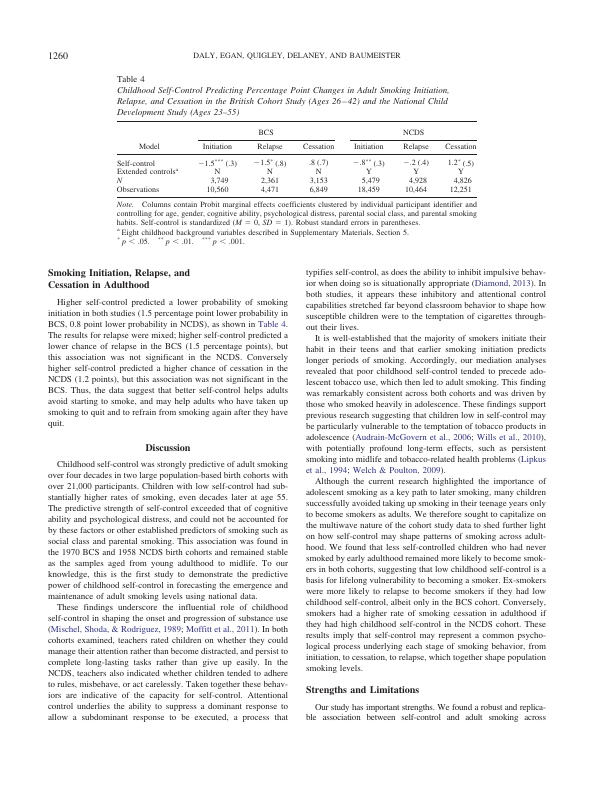 1260
DALY, EGAN, QUIGLEY, DELANEY, AND BAUMEISTER
Table 4
Childhood Self-Control Predicting Percentage Point Changes in Adult Smoking Initiation,
Relapse, and Cessation in the British Cohort Study (Ages 26–42) and the National Child
Development Study (Ages 23–55)
BCS NCDS
Model Initiation Relapse Cessation Initiation Relapse Cessation
Self-control −1.5*** (.3) −1.5* (.8) .8 (.7) −.8** (.3) −.2 (.4) 1.2* (.5)
Extended controlsa N N N Y Y Y
N 3,749 2,361 3,153 5,479 4,928 4,826
Observations 10,560 4,471 6,849 18,459 10,464 12,251
Note. Columns contain Probit marginal effects coefficients clustered by individual participant identifier and
controlling for age, gender, cognitive ability, psychological distress, parental social class, and parental smoking
habits. Self-control is standardized (M = 0, SD = 1). Robust standard errors in parentheses.
a Eight childhood background variables described in Supplementary Materials, Section 5.
* p < .05. ** p < .01. *** p < .001.
Smoking Initiation, Relapse, and
Cessation in Adulthood
Higher self-control predicted a lower probability of smoking
initiation in both studies (1.5 percentage point lower probability in
BCS, 0.8 point lower probability in NCDS), as shown in Table 4.
The results for relapse were mixed; higher self-control predicted a
lower chance of relapse in the BCS (1.5 percentage points), but
this association was not significant in the NCDS. Conversely
higher self-control predicted a higher chance of cessation in the
NCDS (1.2 points), but this association was not significant in the
BCS. Thus, the data suggest that better self-control helps adults
avoid starting to smoke, and may help adults who have taken up
smoking to quit and to refrain from smoking again after they have
quit.
Discussion
Childhood self-control was strongly predictive of adult smoking
over four decades in two large population-based birth cohorts with
over 21,000 participants. Children with low self-control had sub-
stantially higher rates of smoking, even decades later at age 55.
The predictive strength of self-control exceeded that of cognitive
ability and psychological distress, and could not be accounted for
by these factors or other established predictors of smoking such as
social class and parental smoking. This association was found in
the 1970 BCS and 1958 NCDS birth cohorts and remained stable
as the samples aged from young adulthood to midlife. To our
knowledge, this is the first study to demonstrate the predictive
power of childhood self-control in forecasting the emergence and
maintenance of adult smoking levels using national data.
These findings underscore the influential role of childhood
self-control in shaping the onset and progression of substance use
(Mischel, Shoda, & Rodriguez, 1989; Moffitt et al., 2011). In both
cohorts examined, teachers rated children on whether they could
manage their attention rather than become distracted, and persist to
complete long-lasting tasks rather than give up easily. In the
NCDS, teachers also indicated whether children tended to adhere
to rules, misbehave, or act carelessly. Taken together these behav-
iors are indicative of the capacity for self-control. Attentional
control underlies the ability to suppress a dominant response to
allow a subdominant response to be executed, a process that
typifies self-control, as does the ability to inhibit impulsive behav-
ior when doing so is situationally appropriate (Diamond, 2013). In
both studies, it appears these inhibitory and attentional control
capabilities stretched far beyond classroom behavior to shape how
susceptible children were to the temptation of cigarettes through-
out their lives.
It is well-established that the majority of smokers initiate their
habit in their teens and that earlier smoking initiation predicts
longer periods of smoking. Accordingly, our mediation analyses
revealed that poor childhood self-control tended to precede ado-
lescent tobacco use, which then led to adult smoking. This finding
was remarkably consistent across both cohorts and was driven by
those who smoked heavily in adolescence. These findings support
previous research suggesting that children low in self-control may
be particularly vulnerable to the temptation of tobacco products in
adolescence (Audrain-McGovern et al., 2006; Wills et al., 2010),
with potentially profound long-term effects, such as persistent
smoking into midlife and tobacco-related health problems (Lipkus
et al., 1994; Welch & Poulton, 2009).
Although the current research highlighted the importance of
adolescent smoking as a key path to later smoking, many children
successfully avoided taking up smoking in their teenage years only
to become smokers as adults. We therefore sought to capitalize on
the multiwave nature of the cohort study data to shed further light
on how self-control may shape patterns of smoking across adult-
hood. We found that less self-controlled children who had never
smoked by early adulthood remained more likely to become smok-
ers in both cohorts, suggesting that low childhood self-control is a
basis for lifelong vulnerability to becoming a smoker. Ex-smokers
were more likely to relapse to become smokers if they had low
childhood self-control, albeit only in the BCS cohort. Conversely,
smokers had a higher rate of smoking cessation in adulthood if
they had high childhood self-control in the NCDS cohort. These
results imply that self-control may represent a common psycho-
logical process underlying each stage of smoking behavior, from
initiation, to cessation, to relapse, which together shape population
smoking levels.
Strengths and Limitations
Our study has important strengths. We found a robust and replica-
ble association between self-control and adult smoking across